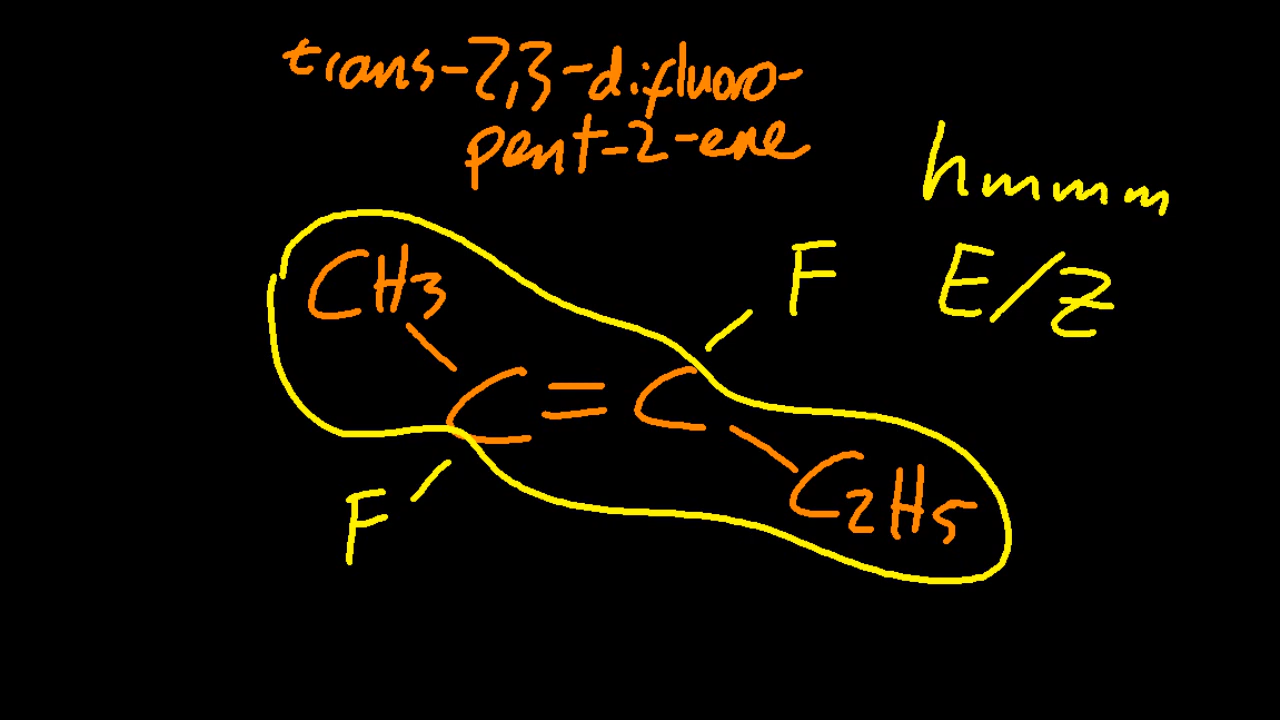 trans-2,3-difluoro-
pent-2-ene
hmmm
E/Z
F
CH3
C=C
C2H5
F